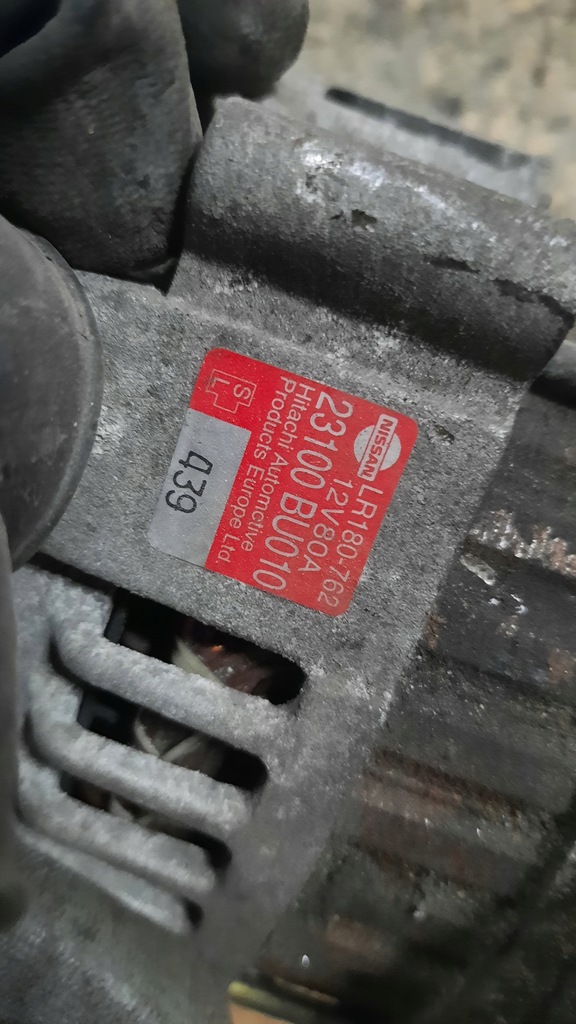 NISSAN
LR180-762
12V80A
23100 BU010
Hitachi Automotive
Products Europe Ltd
S
L
439